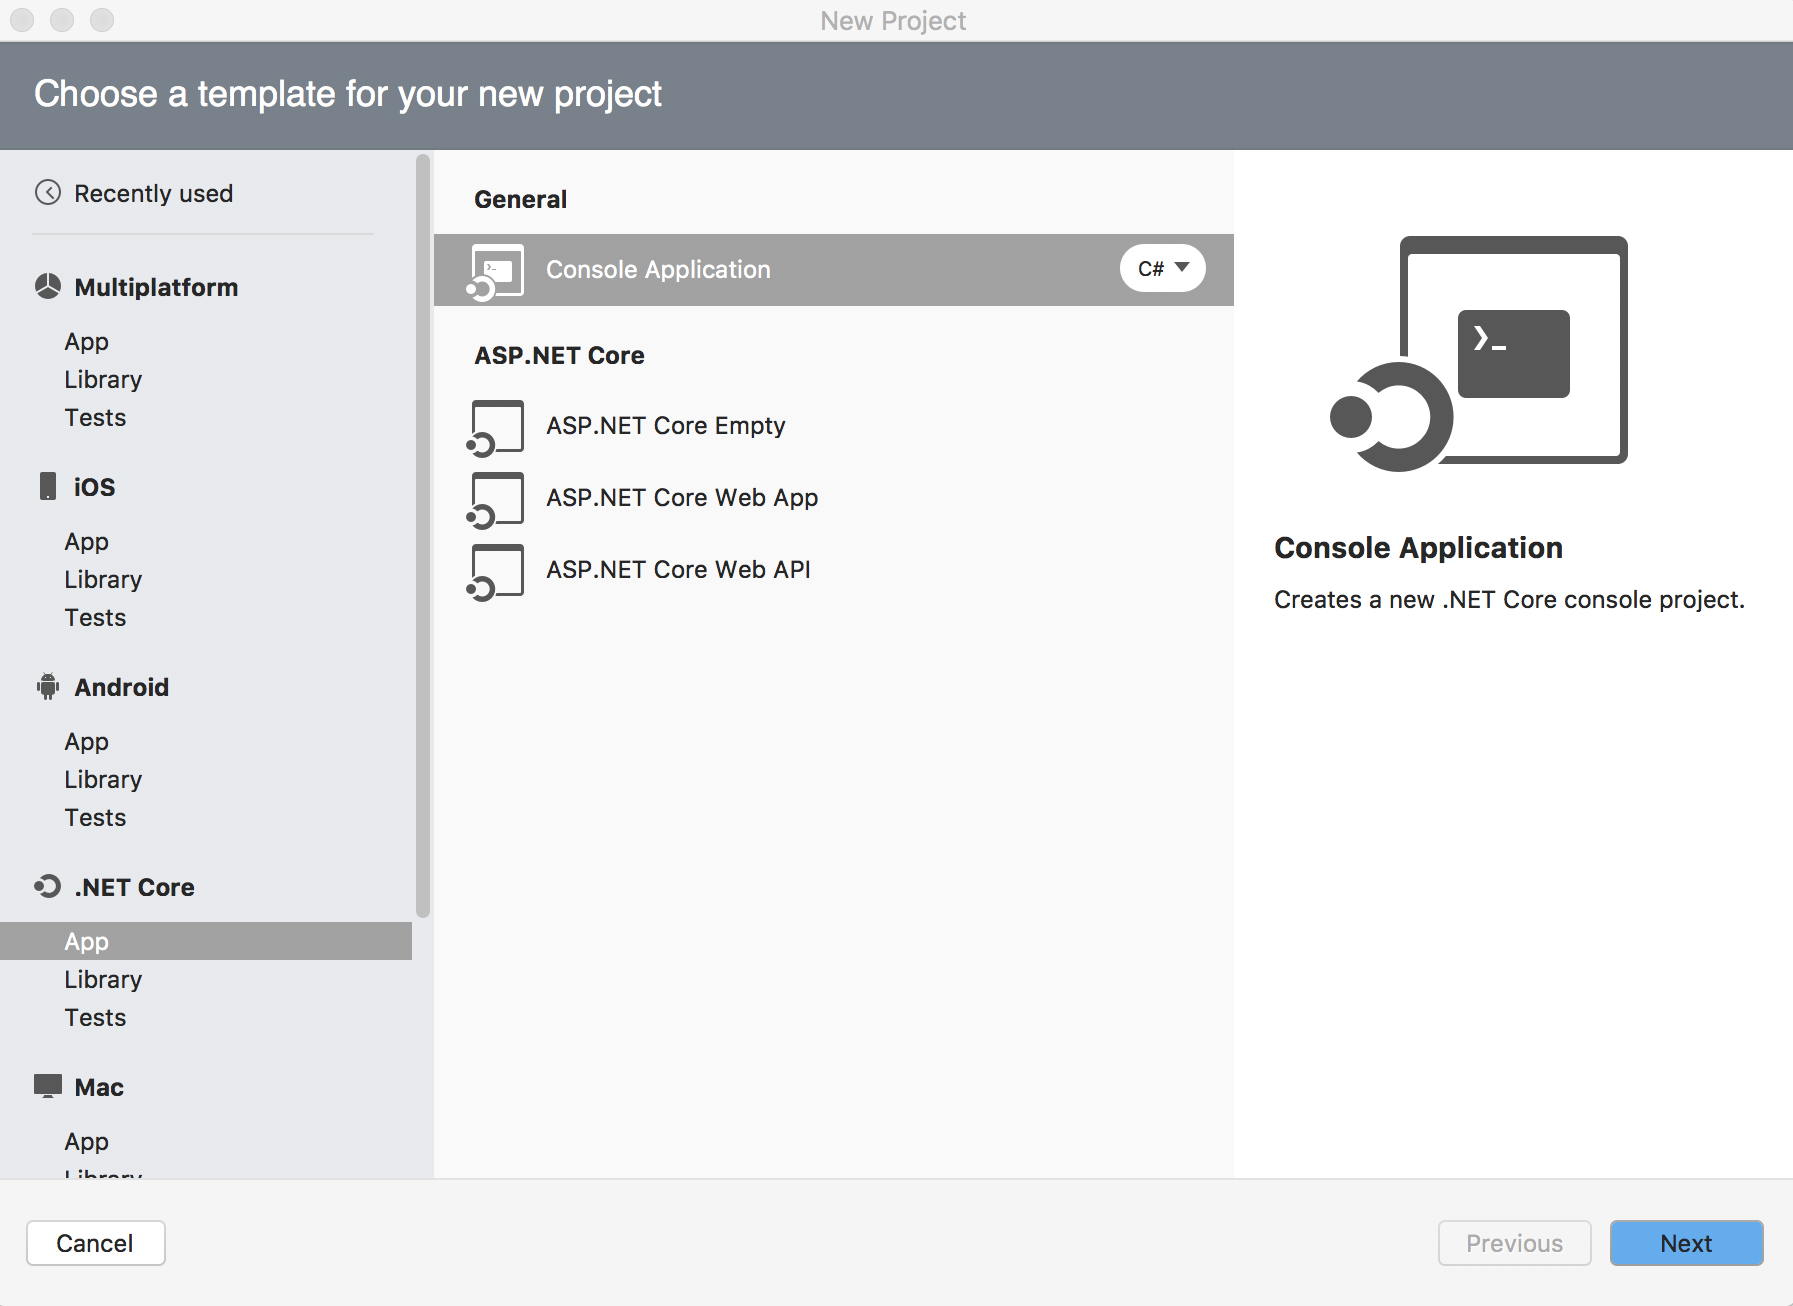 New Project
Choose a template for your new project
Recently used
Multiplatform
App
Library
Tests
iOS
App
Library
Tests
Android
App
Library
Tests
.NET Core
App
Library
Tests
Mac
App
Library
General
Console Application
C#
ASP.NET Core
ASP.NET Core Empty
ASP.NET Core Web App
ASP.NET Core Web API
Console Application
Creates a new .NET Core console project.
Cancel
Previous
Next